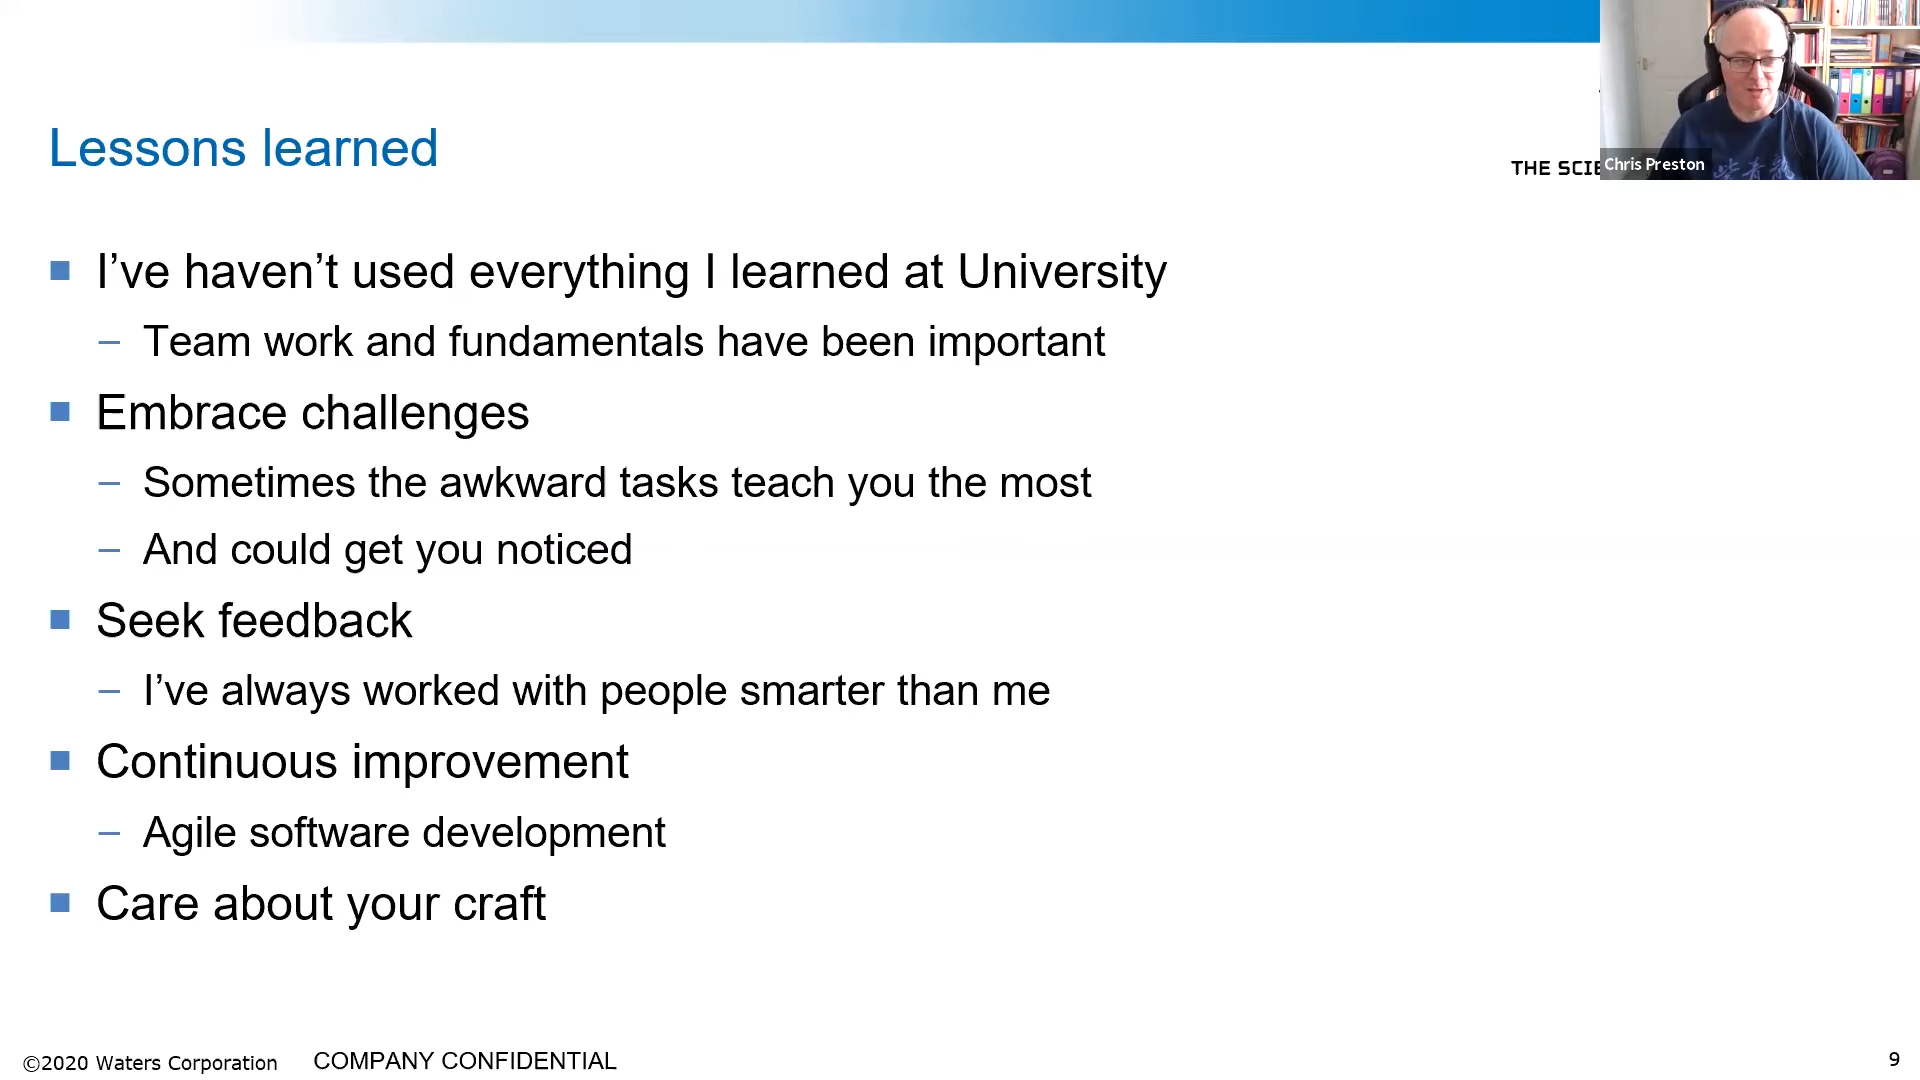 Lessons learned
THE SCIE
Chris Preston
I’ve haven’t used everything I learned at University
– Team work and fundamentals have been important
Embrace challenges
– Sometimes the awkward tasks teach you the most
– And could get you noticed
Seek feedback
– I’ve always worked with people smarter than me
Continuous improvement
– Agile software development
Care about your craft
©2020 Waters Corporation
COMPANY CONFIDENTIAL
9